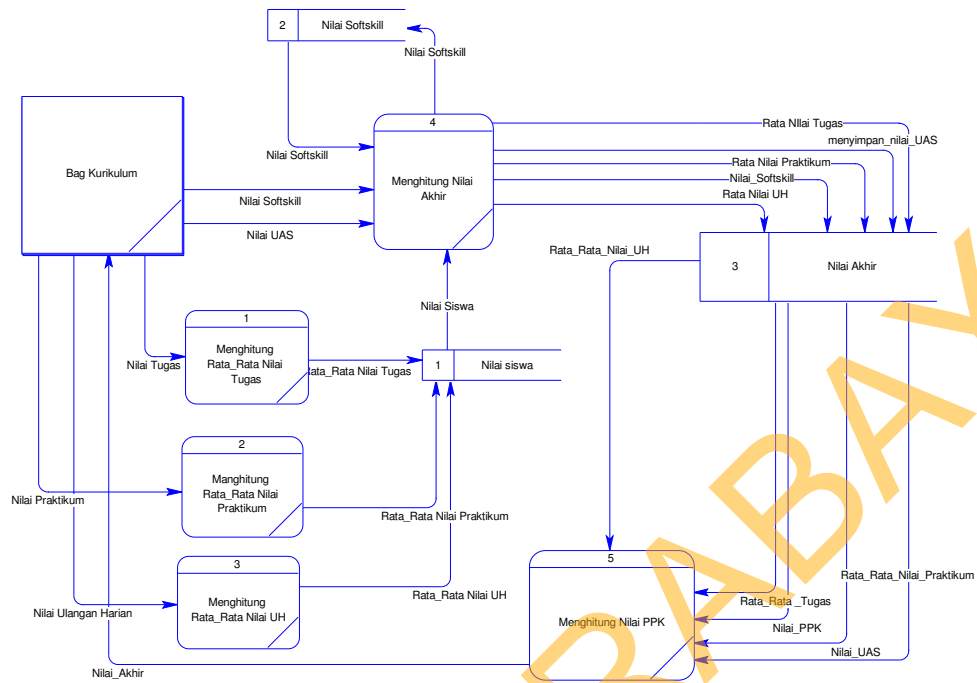 2
Nilai Softskill
Nilai Softskill
4
Menghitung Nilai
Akhir
Rata NIlai Tugas
menyimpan_nilai_UAS
Rata Nilai Praktikum
Nilai_Softskill
Rata Nilai UH
Nilai Softskill
Bag Kurikulum
Nilai Softskill
Nilai UAS
Rata_Rata_Nilai_UH
3
Nilai Akhir
Nilai Siswa
1
Menghitung
Rata_Rata Nilai
Tugas
Nilai Tugas
Rata_Rata Nilai Tugas
1
Nilai siswa
2
Manghitung
Rata_Rata Nilai
Praktikum
Nilai Praktikum
Rata_Rata Nilai Praktikum
3
Menghitung
Rata_Rata Nilai UH
Nilai Ulangan Harian
Rata_Rata Nilai UH
5
Menghitung Nilai PPK
Rata_Rata_Nilai_Praktikum
Rata_Rata _Tugas
Nilai_PPK
Nilai_UAS
Nilai_Akhir
RABAY